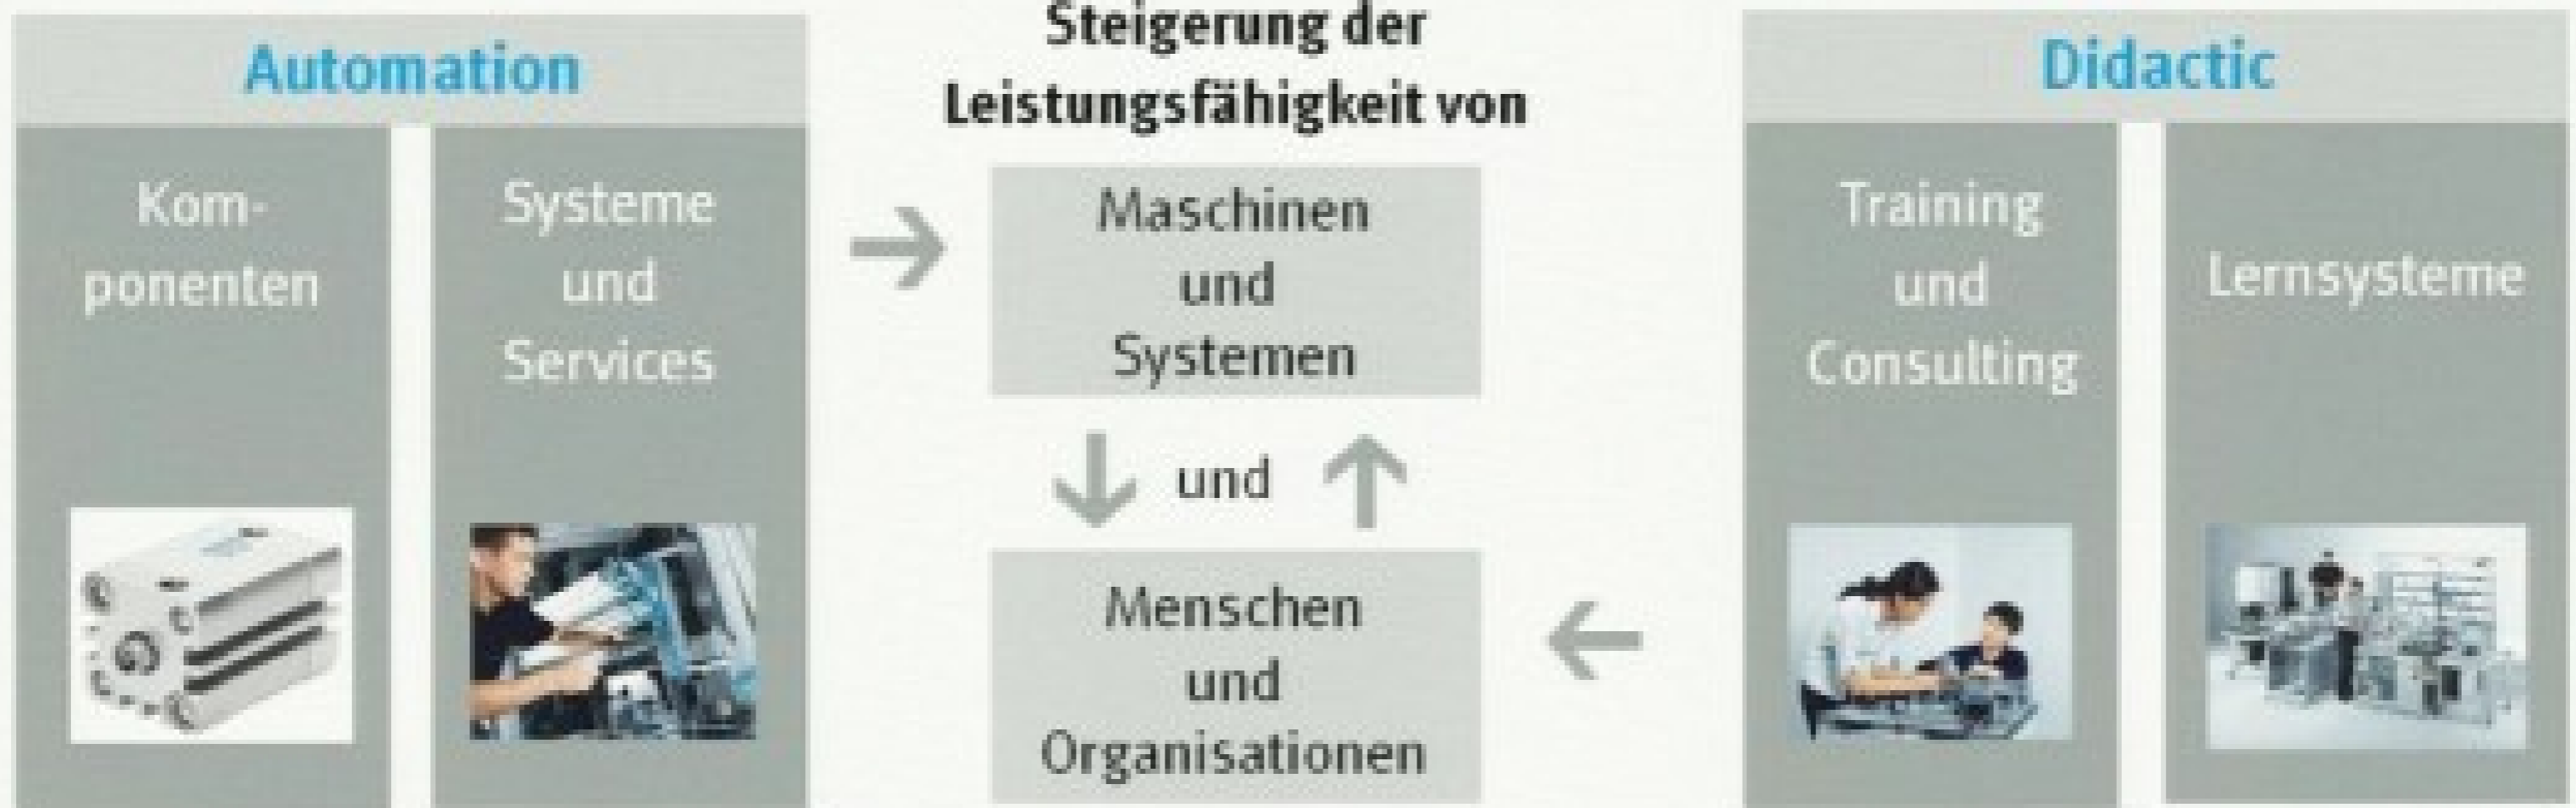 Automation
Kom-
ponenten
Systeme
und
Services
Steigerung der
Leistungsfähigkeit von
Maschinen
und
Systemen
und
Menschen
und
Organisationen
Didactic
Training
und
Consulting
Lernsysteme